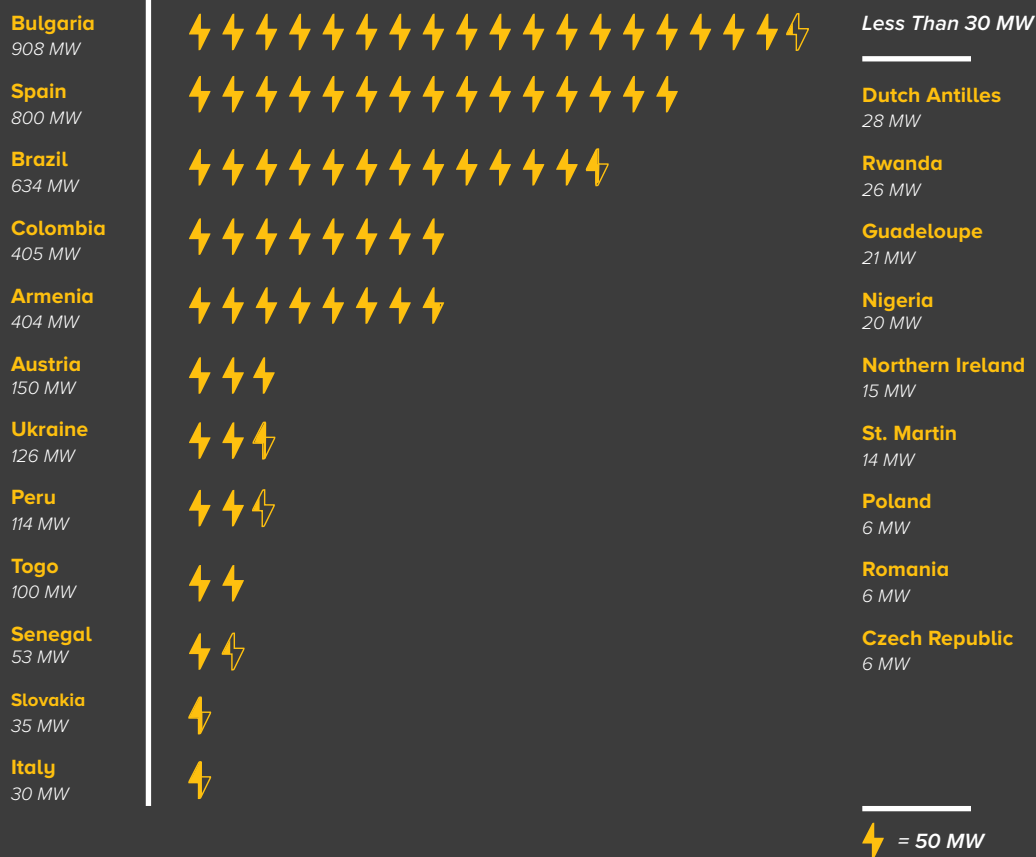 Bulgaria
908 MW
Spain
800 MW
Brazil
634 MW
Colombia
405 MW
Armenia
404 MW
Austria
150 MW
Ukraine
126 MW
Peru
114 MW
Togo
100 MW
Senegal
53 MW
Slovakia
35 MW
Italy
30 MW
Less Than 30 MW
Dutch Antilles
28 MW
Rwanda
26 MW
Guadeloupe
21 MW
Nigeria
20 MW
Northern Ireland
15 MW
St. Martin
14 MW
Poland
6 MW
Romania
6 MW
Czech Republic
6 MW
= 50 MW